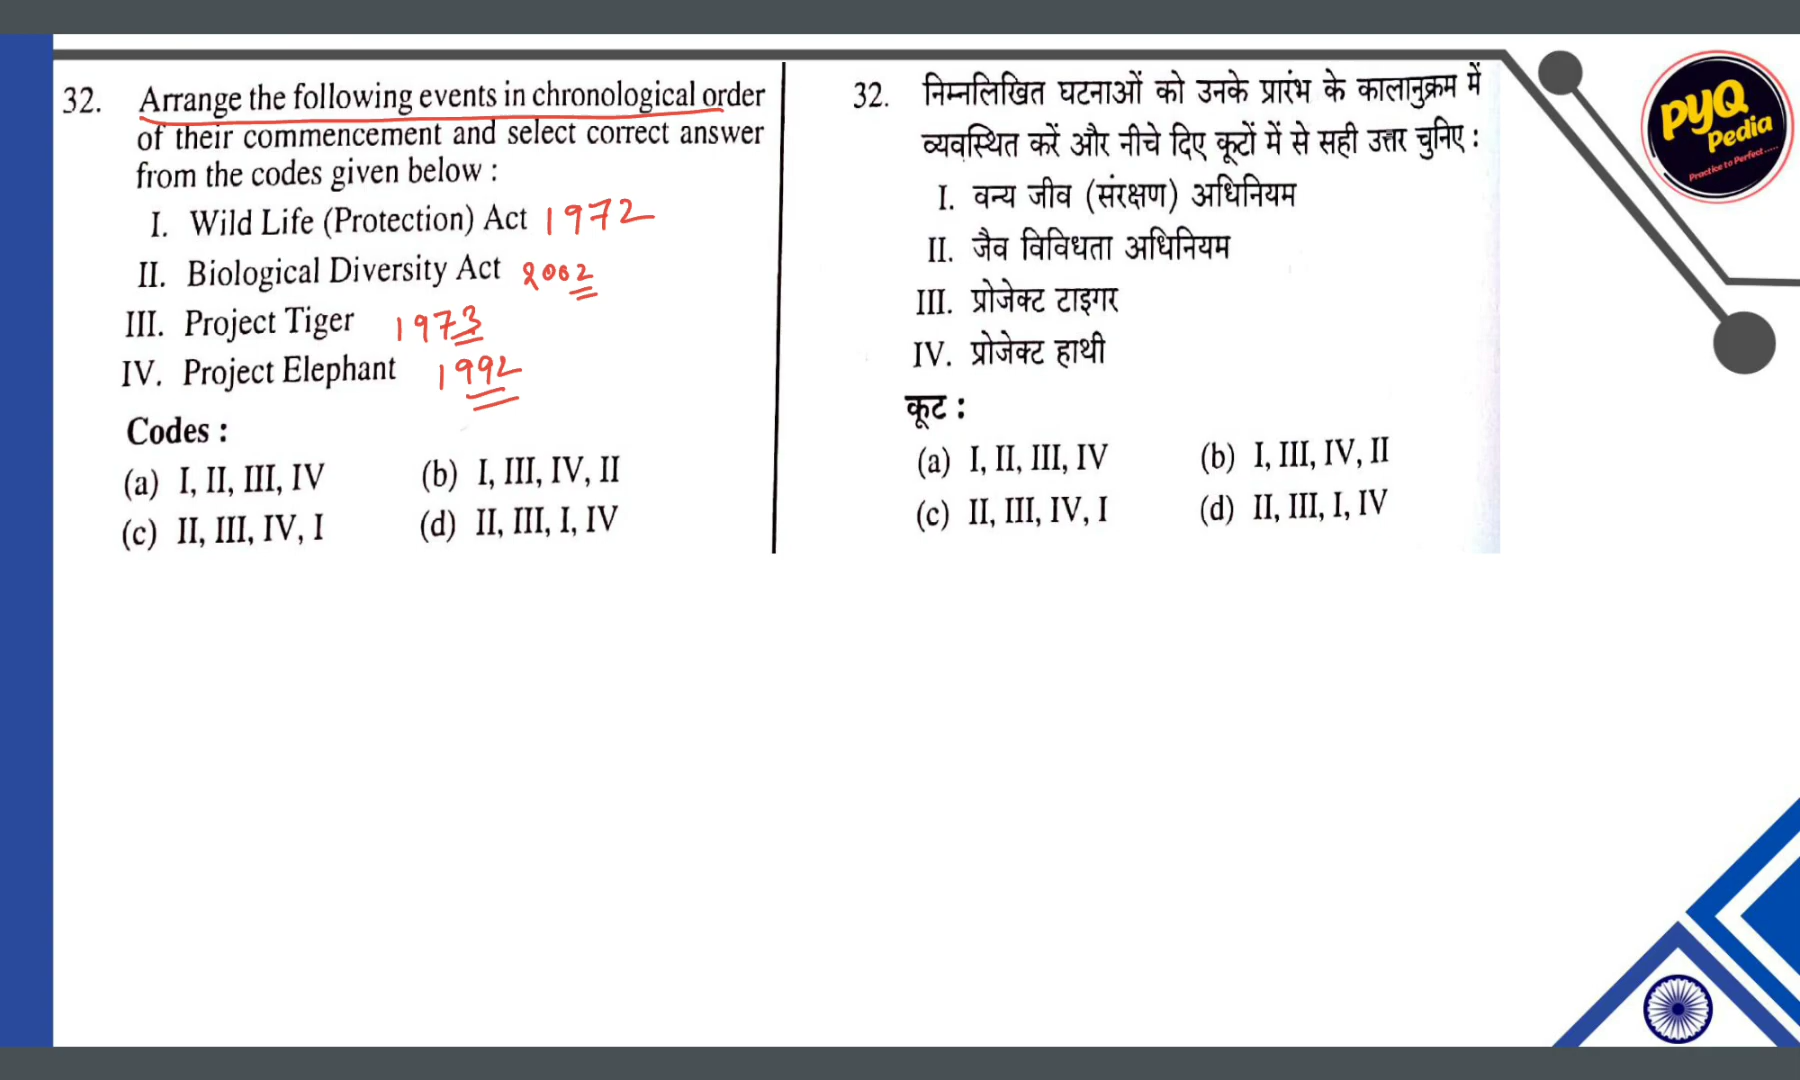 32. Arrange the following events in chronological order
of their commencement and select correct answer
from the codes given below :
I. Wild Life (Protection) Act 1972
II. Biological Diversity Act 2002
III. Project Tiger 1973
IV. Project Elephant 1992
Codes :
(a) I, II, III, IV (b) I, III, IV, II
(c) II, III, IV, I (d) II, III, I, IV
32. निम्नलिखित घटनाओं को उनके प्रारंभ के कालानुक्रम में
व्यवस्थित करें और नीचे दिए कूटों में से सही उत्तर चुनिए :
I. वन्य जीव (संरक्षण) अधिनियम
II. जैव विविधता अधिनियम
III. प्रोजेक्ट टाइगर
IV. प्रोजेक्ट हाथी
कूट :
(a) I, II, III, IV (b) I, III, IV, II
(c) II, III, IV, I (d) II, III, I, IV
PYQ
Pedia
Practice to Perfect.....